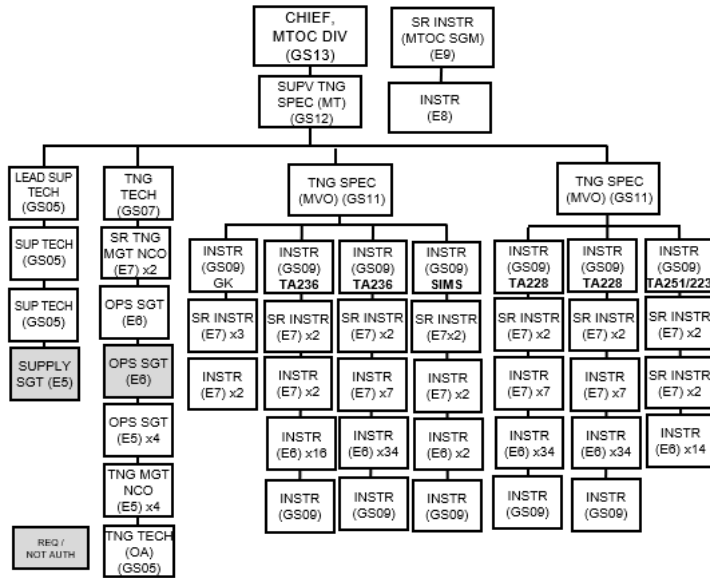 CHIEF,
MTOC DIV
(GS13)
SR INSTR
(MTOC SGM)
(E9)
SUPV TNG
SPEC (MT)
(GS12)
INSTR
(E8)
LEAD SUP
TECH
(GS05)
SUP TECH
(GS05)
SUP TECH
(GS05)
SUPPLY
SGT (E5)
TNG
TECH
(GS07)
SR TNG
MGT NCO
(E7) x2
OPS SGT
(E6)
OPS SGT
(E6)
OPS SGT
(E5) x4
TNG MGT
NCO
(E5) x4
TNG TECH
(OA)
(GS05)
TNG SPEC
(MVO) (GS11)
INSTR
(GS09)
GK
SR INSTR
(E7) x3
INSTR
(E7) x2
INSTR
(GS09)
TA236
SR INSTR
(E7) x2
INSTR
(E7) x2
INSTR
(E6) x16
INSTR
(GS09)
INSTR
(GS09)
TA236
SR INSTR
(E7) x2
INSTR
(E7) x7
INSTR
(E6) x34
INSTR
(GS09)
INSTR
(GS09)
SIMS
SR INSTR
(E7x2)
INSTR
(E7) x2
INSTR
(E6) x2
INSTR
(GS09)
TNG SPEC
(MVO) (GS11)
INSTR
(GS09)
TA228
SR INSTR
(E7) x2
INSTR
(E7) x7
INSTR
(E6) x34
INSTR
(GS09)
INSTR
(GS09)
TA228
SR INSTR
(E7) x2
INSTR
(E7) x7
INSTR
(E6) x34
INSTR
(GS09)
INSTR
(GS09)
TA251/223
SR INSTR
(E7) x2
SR INSTR
(E7) x2
INSTR
(E6) x14
REQ /
NOT AUTH